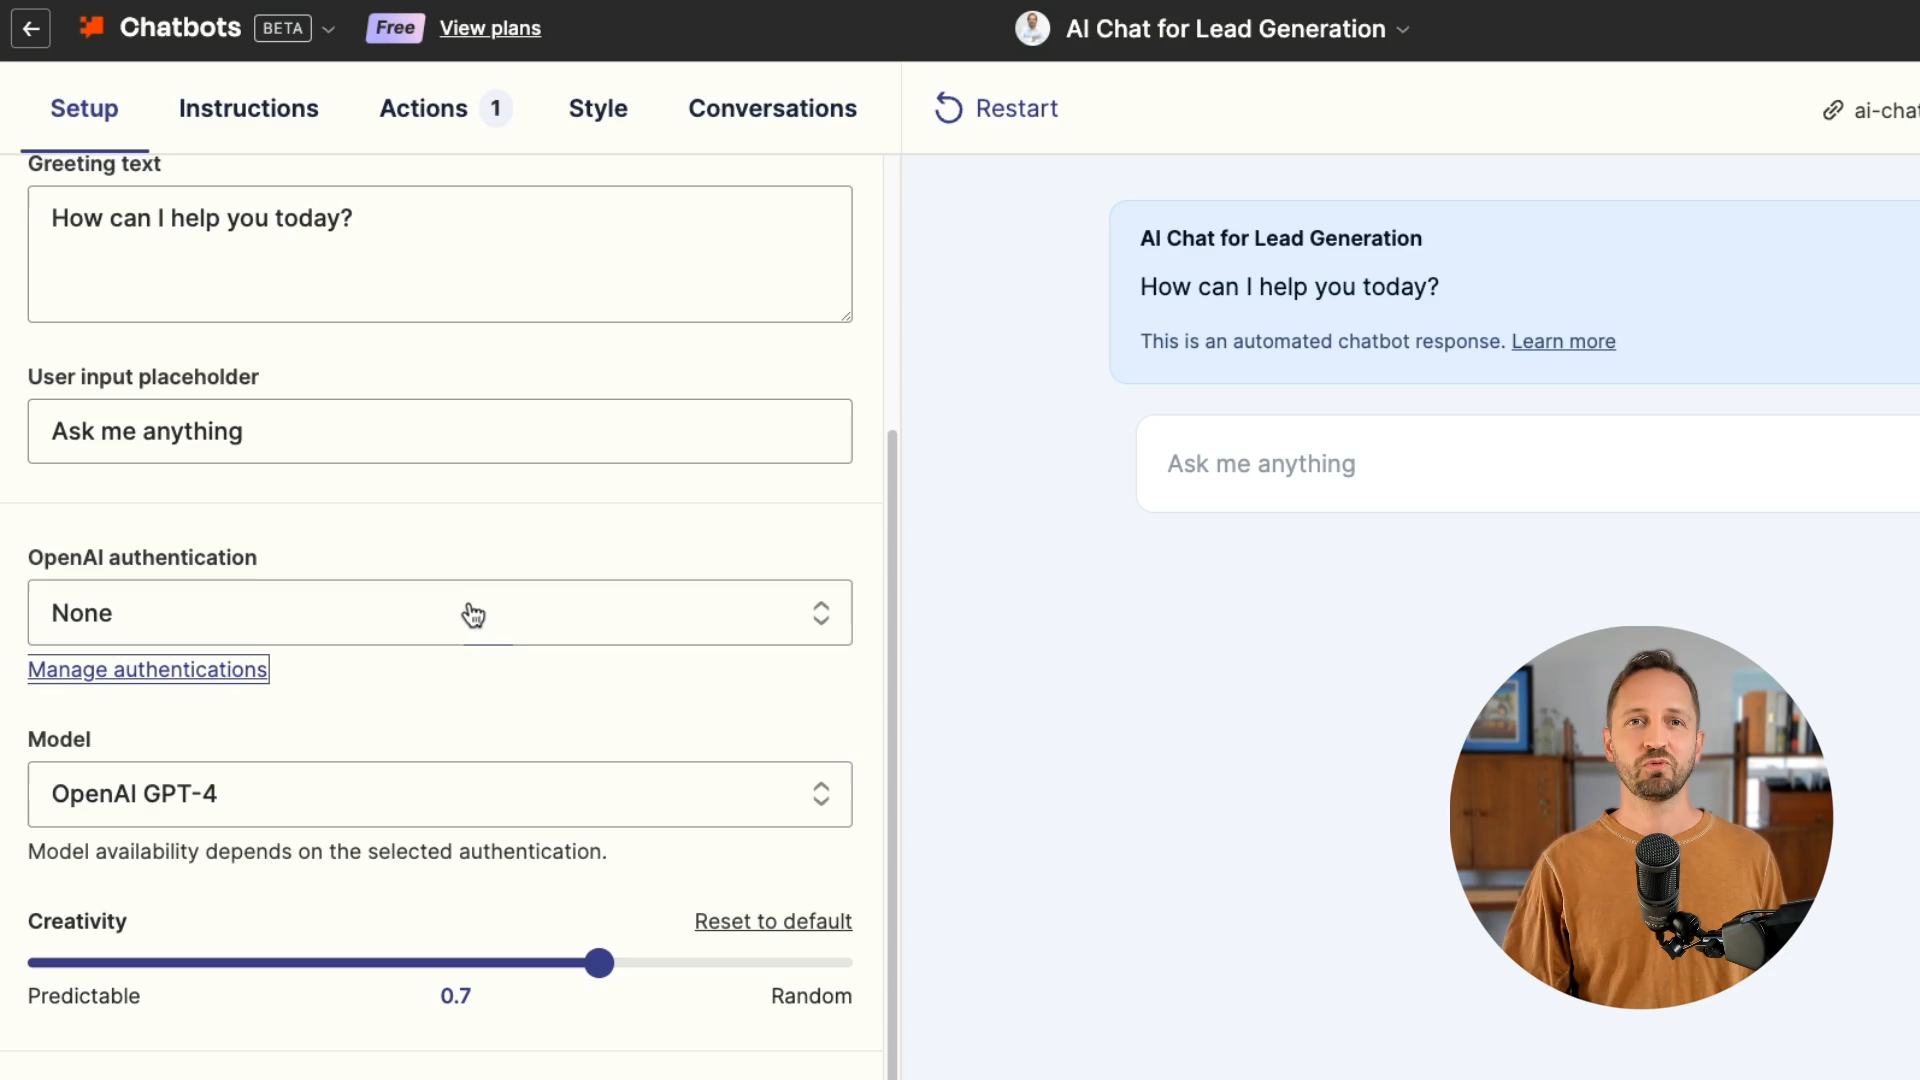 Chatbots BETA Free View plans
AI Chat for Lead Generation
Setup Instructions Actions 1 Style Conversations
Restart
ai-chat
Greeting text
How can I help you today?
User input placeholder
Ask me anything
OpenAI authentication
None
Manage authentications
Model
OpenAI GPT-4
Model availability depends on the selected authentication.
Creativity Reset to default
Predictable 0.7 Random
AI Chat for Lead Generation
How can I help you today?
This is an automated chatbot response. Learn more
Ask me anything